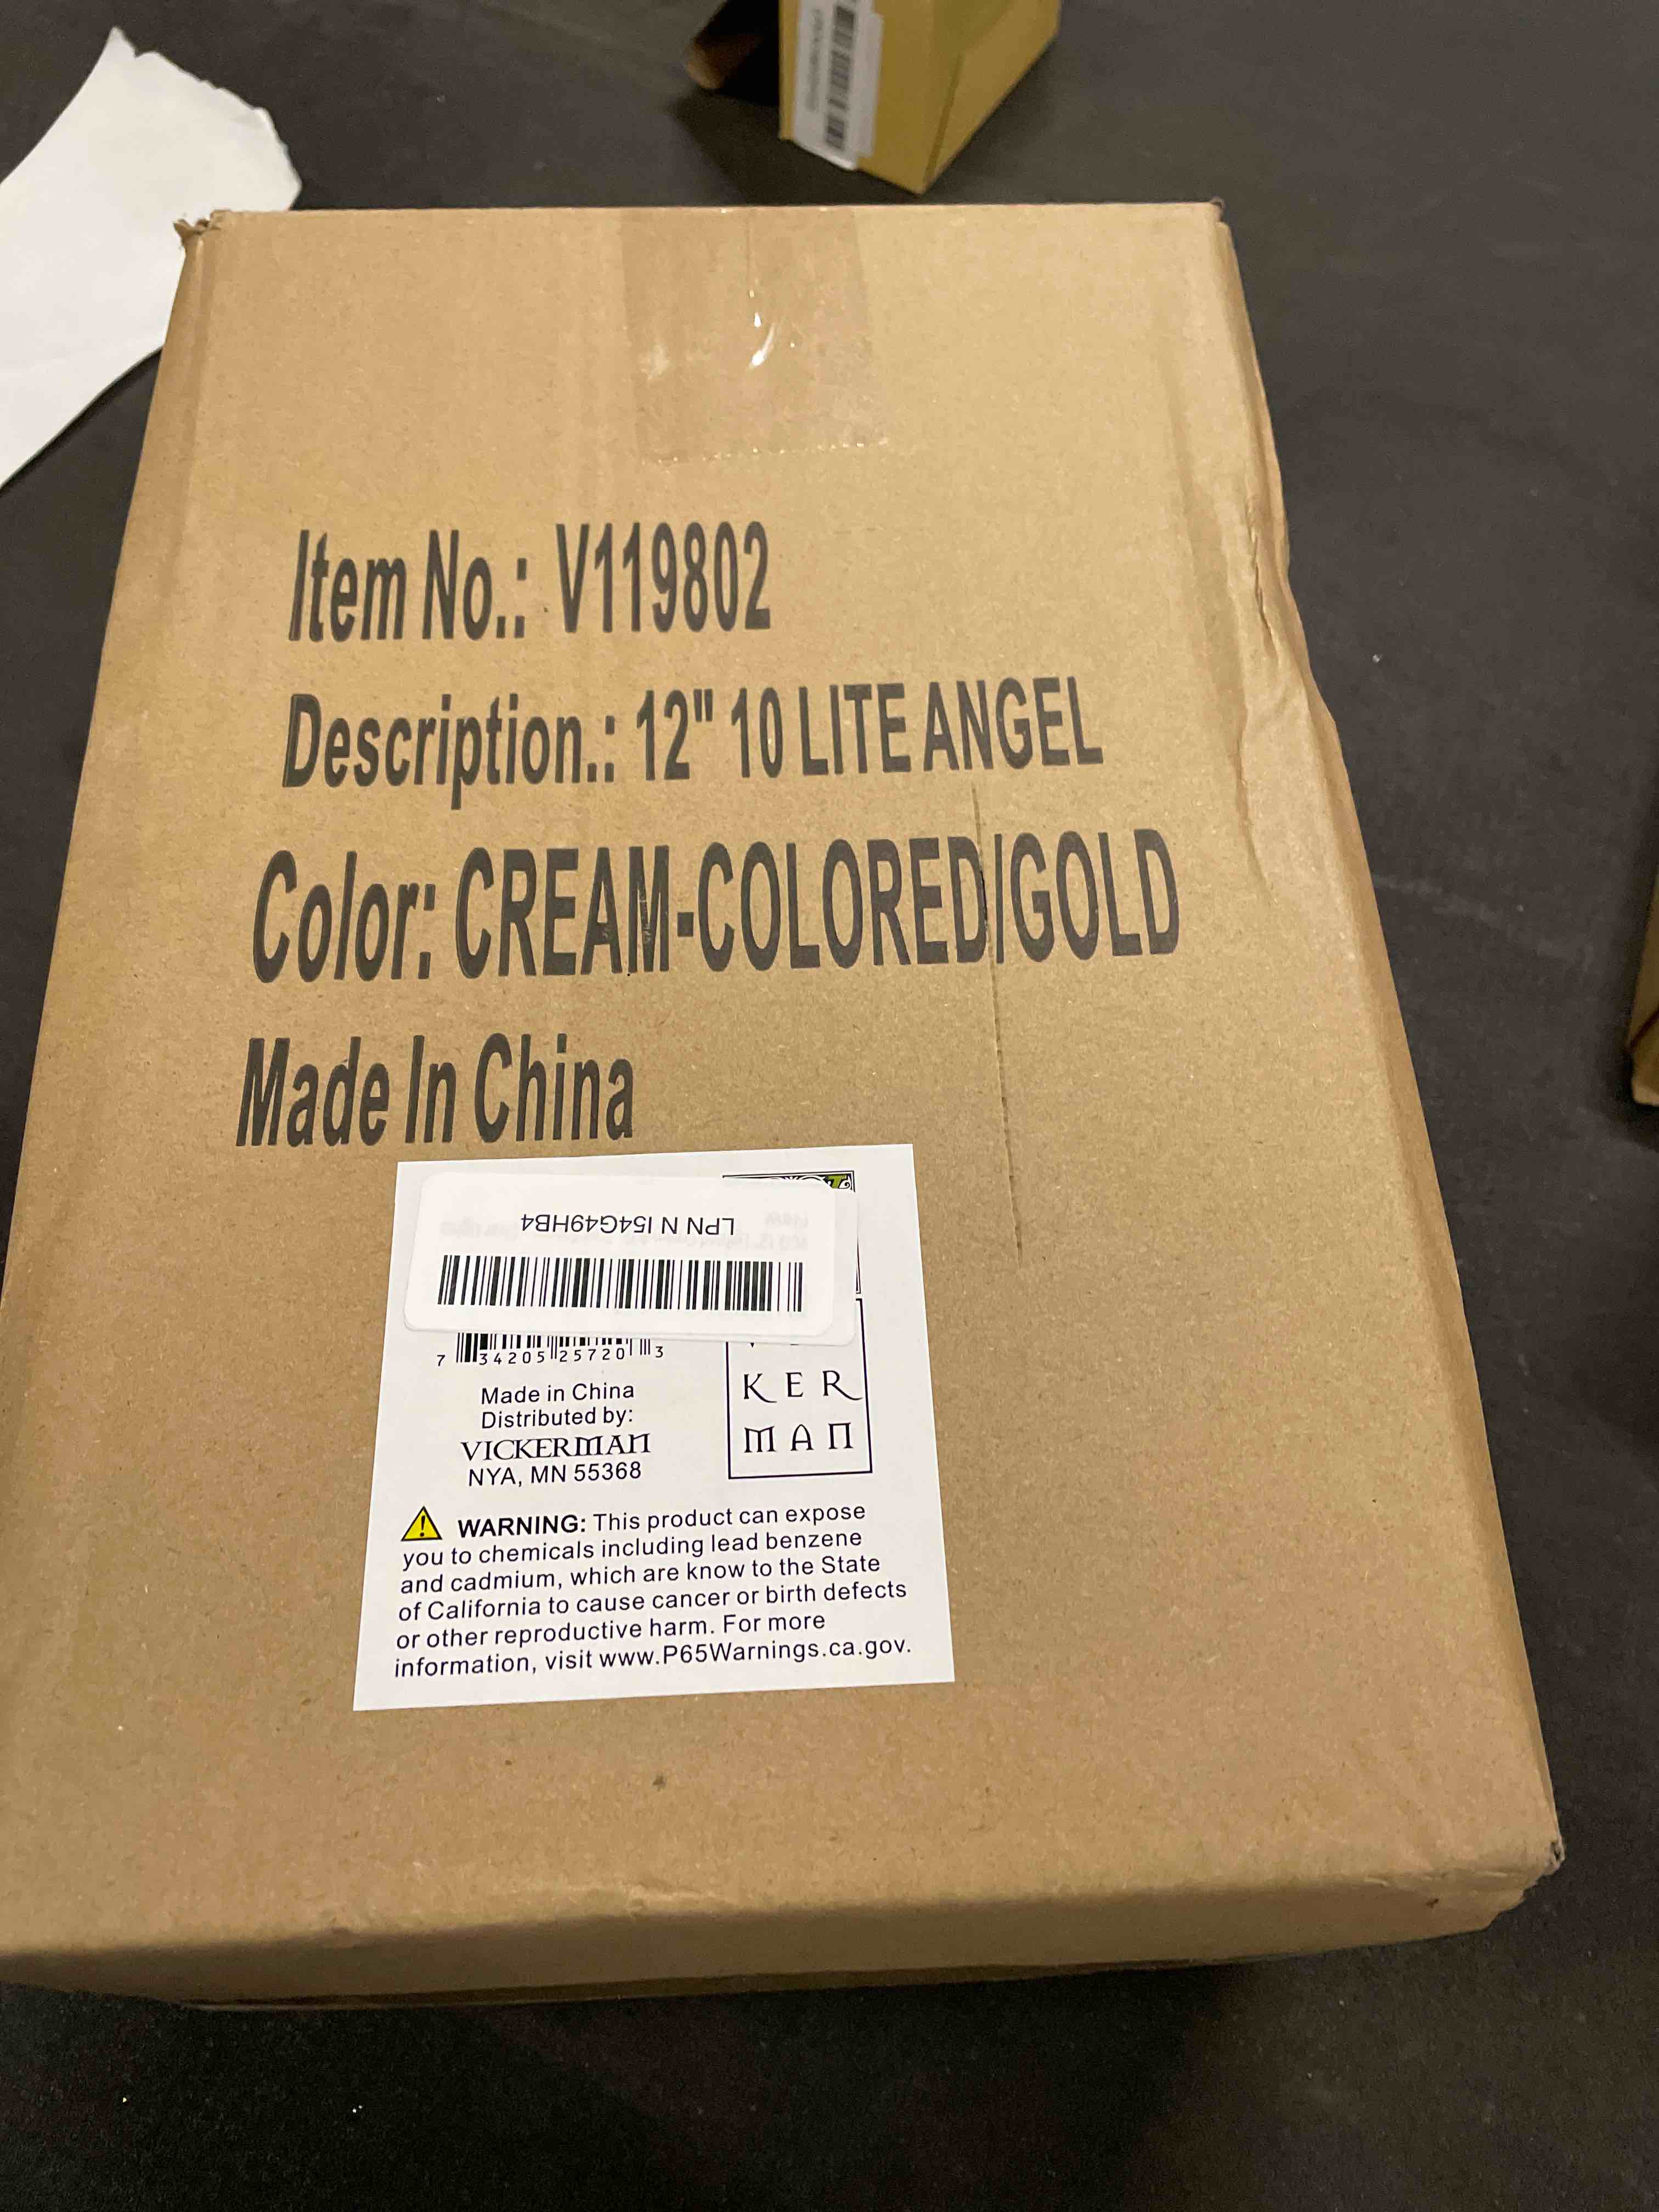 Item No.: V119802
Description.: 12" 10 LITE ANGEL
Color: CREAM-COLORED/GOLD
Made In China
LPN N I54G49HB4
7 34205 25720 3
Made in China
Distributed by:
VICKERMAN
NYA, MN 55368
KER
MAN
WARNING: This product can expose
you to chemicals including lead benzene
and cadmium, which are know to the State
of California to cause cancer or birth defects
or other reproductive harm. For more
information, visit www.P65Warnings.ca.gov.